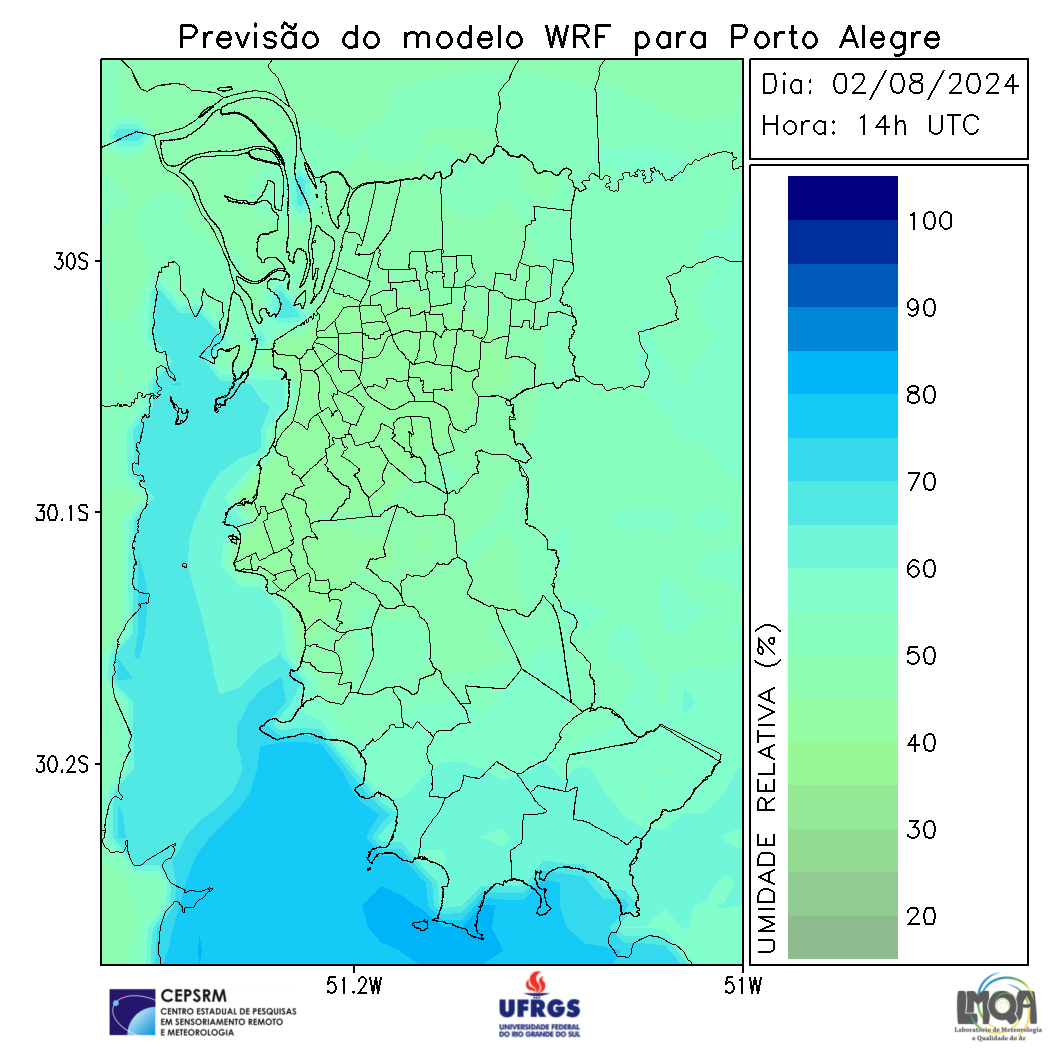 Previsão do modelo WRF para Porto Alegre
Dia: 02/08/2024
Hora: 14h UTC
30S
30.1S
30.2S
51.2W
51W
UMIDADE RELATIVA (%)
100
90
80
70
60
50
40
30
20
CEPSRM
CENTRO ESTADUAL DE PESQUISAS
EM SENSORIAMENTO REMOTO
E METEOROLOGIA
UFRGS
UNIVERSIDADE FEDERAL
DO RIO GRANDE DO SUL
LMQA
Laboratório de Meteorologia
e Qualidade do Ar